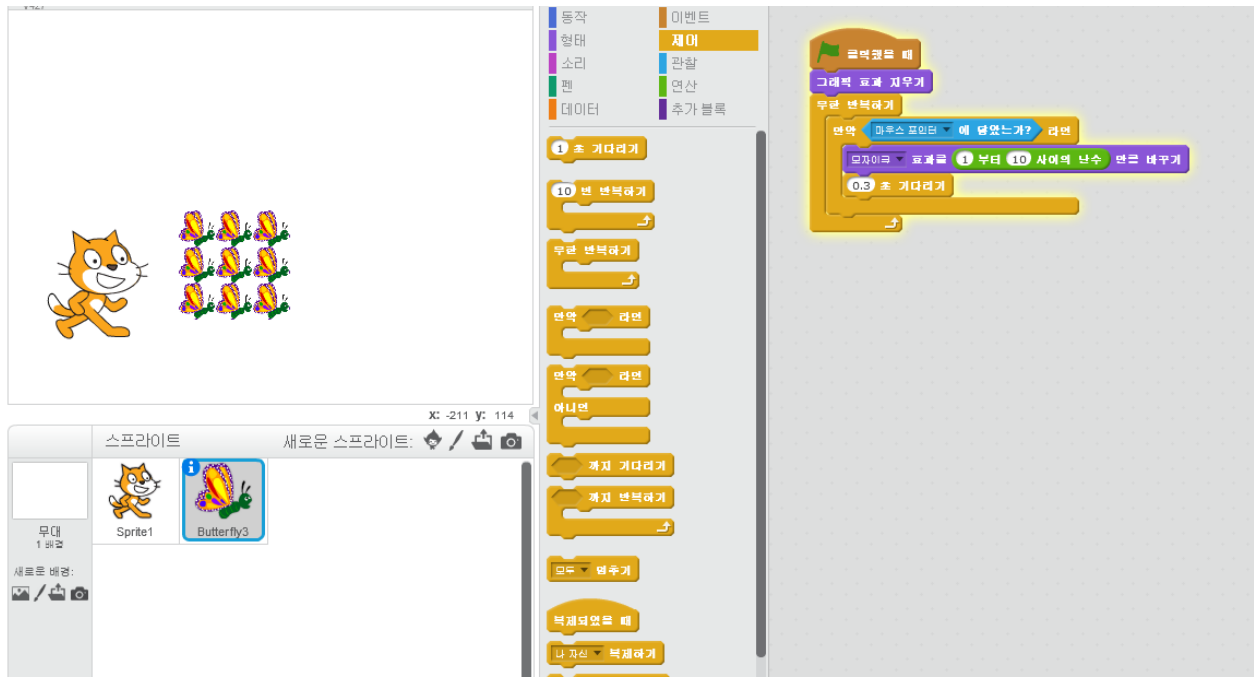 v427
동작
이벤트
형태
제어
소리
관찰
펜
연산
데이터
추가 블록
1 초 기다리기
10 번 반복하기
무한 반복하기
만약 라면
만약 라면
아니면
까지 기다리기
까지 반복하기
모두 멈추기
복제되었을 때
나 자신 복제하기
클릭했을 때
그래픽 효과 지우기
무한 반복하기
만약 마우스 포인터 에 닿았는가? 라면
모자이크 효과를 1 부터 10 사이의 난수 만큼 바꾸기
0.3 초 기다리기
X: -211 y: 114
스프라이트
새로운 스프라이트:
Sprite1
Butterfly3
무대
1 배경
새로운 배경: